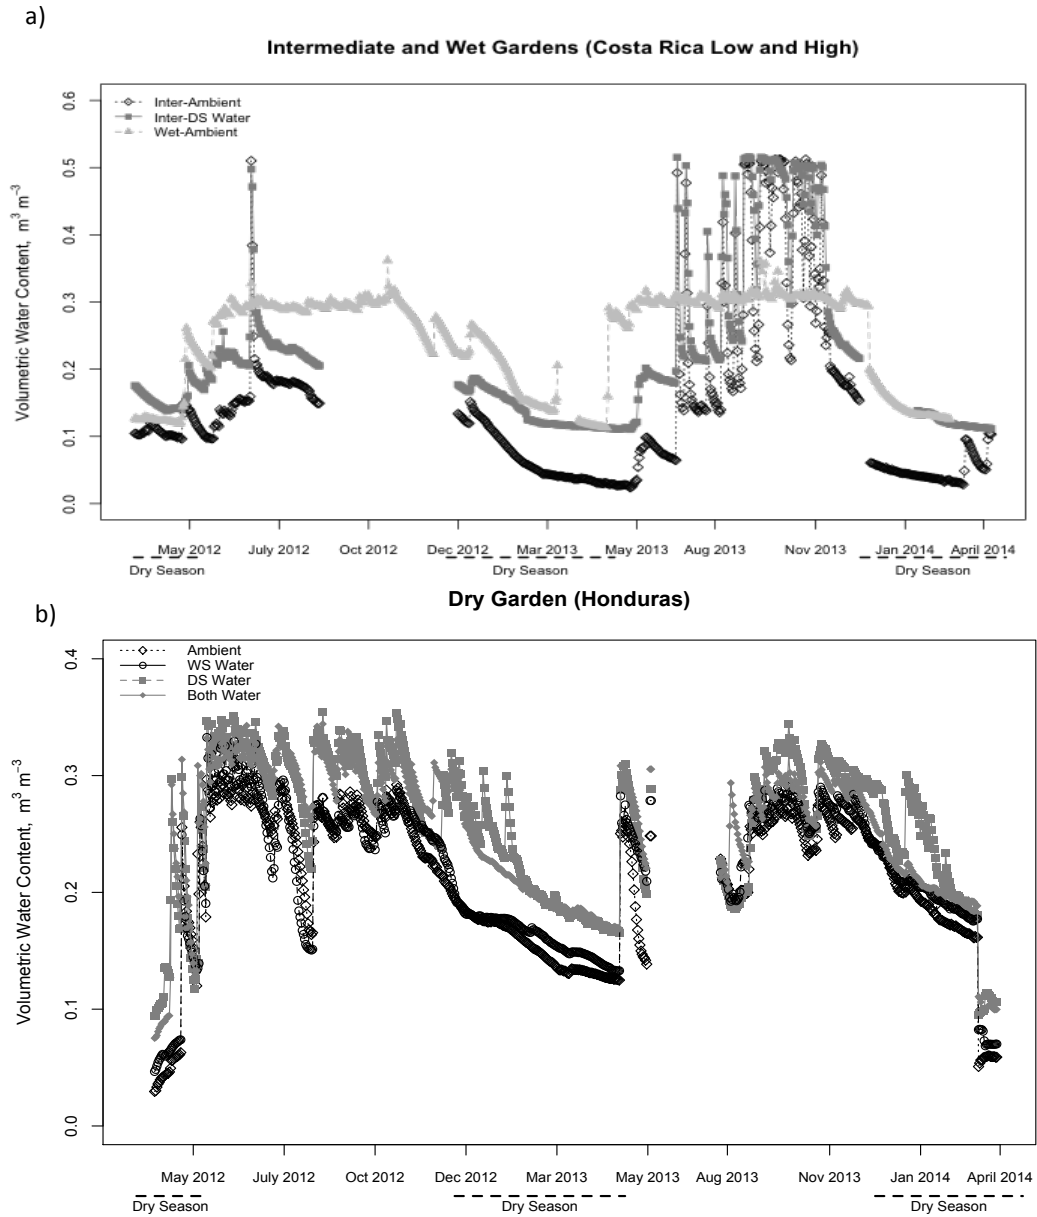 a)
Intermediate and Wet Gardens (Costa Rica Low and High)
Volumetric Water Content, m³ m⁻³
0.6
0.5
0.4
0.3
0.2
0.1
0.0
Inter-Ambient
Inter-DS Water
Wet-Ambient
May 2012 July 2012 Oct 2012 Dec 2012 Mar 2013 May 2013 Aug 2013 Nov 2013 Jan 2014 April 2014
Dry Season Dry Season Dry Season
b)
Dry Garden (Honduras)
Volumetric Water Content, m³ m⁻³
0.4
0.3
0.2
0.1
0.0
Ambient
WS Water
DS Water
Both Water
May 2012 July 2012 Oct 2012 Dec 2012 Mar 2013 May 2013 Aug 2013 Nov 2013 Jan 2014 April 2014
Dry Season Dry Season Dry Season